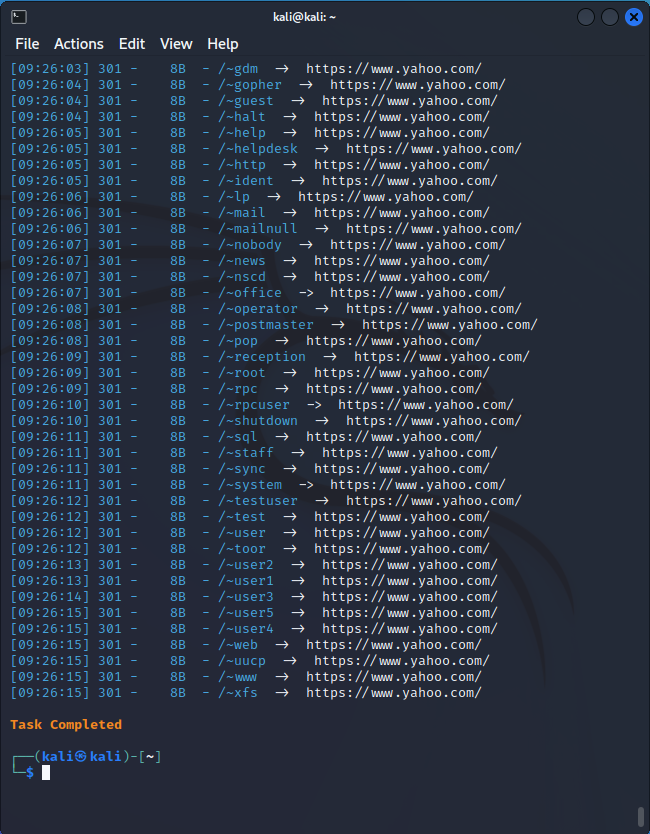 kali@kali: ~
File Actions Edit View Help
[09:26:03] 301 - 8B - /~gdm -> https://www.yahoo.com/
[09:26:04] 301 - 8B - /~gopher -> https://www.yahoo.com/
[09:26:04] 301 - 8B - /~guest -> https://www.yahoo.com/
[09:26:04] 301 - 8B - /~halt -> https://www.yahoo.com/
[09:26:05] 301 - 8B - /~help -> https://www.yahoo.com/
[09:26:05] 301 - 8B - /~helpdesk -> https://www.yahoo.com/
[09:26:05] 301 - 8B - /~http -> https://www.yahoo.com/
[09:26:05] 301 - 8B - /~ident -> https://www.yahoo.com/
[09:26:06] 301 - 8B - /~lp -> https://www.yahoo.com/
[09:26:06] 301 - 8B - /~mail -> https://www.yahoo.com/
[09:26:06] 301 - 8B - /~mailnull -> https://www.yahoo.com/
[09:26:07] 301 - 8B - /~nobody -> https://www.yahoo.com/
[09:26:07] 301 - 8B - /~news -> https://www.yahoo.com/
[09:26:07] 301 - 8B - /~nscd -> https://www.yahoo.com/
[09:26:07] 301 - 8B - /~office -> https://www.yahoo.com/
[09:26:08] 301 - 8B - /~operator -> https://www.yahoo.com/
[09:26:08] 301 - 8B - /~postmaster -> https://www.yahoo.com/
[09:26:08] 301 - 8B - /~pop -> https://www.yahoo.com/
[09:26:09] 301 - 8B - /~reception -> https://www.yahoo.com/
[09:26:09] 301 - 8B - /~root -> https://www.yahoo.com/
[09:26:09] 301 - 8B - /~rpc -> https://www.yahoo.com/
[09:26:10] 301 - 8B - /~rpcuser -> https://www.yahoo.com/
[09:26:10] 301 - 8B - /~shutdown -> https://www.yahoo.com/
[09:26:11] 301 - 8B - /~sql -> https://www.yahoo.com/
[09:26:11] 301 - 8B - /~staff -> https://www.yahoo.com/
[09:26:11] 301 - 8B - /~sync -> https://www.yahoo.com/
[09:26:11] 301 - 8B - /~system -> https://www.yahoo.com/
[09:26:12] 301 - 8B - /~testuser -> https://www.yahoo.com/
[09:26:12] 301 - 8B - /~test -> https://www.yahoo.com/
[09:26:12] 301 - 8B - /~user -> https://www.yahoo.com/
[09:26:12] 301 - 8B - /~toor -> https://www.yahoo.com/
[09:26:13] 301 - 8B - /~user2 -> https://www.yahoo.com/
[09:26:13] 301 - 8B - /~user1 -> https://www.yahoo.com/
[09:26:14] 301 - 8B - /~user3 -> https://www.yahoo.com/
[09:26:15] 301 - 8B - /~user5 -> https://www.yahoo.com/
[09:26:15] 301 - 8B - /~user4 -> https://www.yahoo.com/
[09:26:15] 301 - 8B - /~web -> https://www.yahoo.com/
[09:26:15] 301 - 8B - /~uucp -> https://www.yahoo.com/
[09:26:15] 301 - 8B - /~www -> https://www.yahoo.com/
[09:26:15] 301 - 8B - /~xfs -> https://www.yahoo.com/
Task Completed
┌──(kali㉿kali)-[~]
└─$